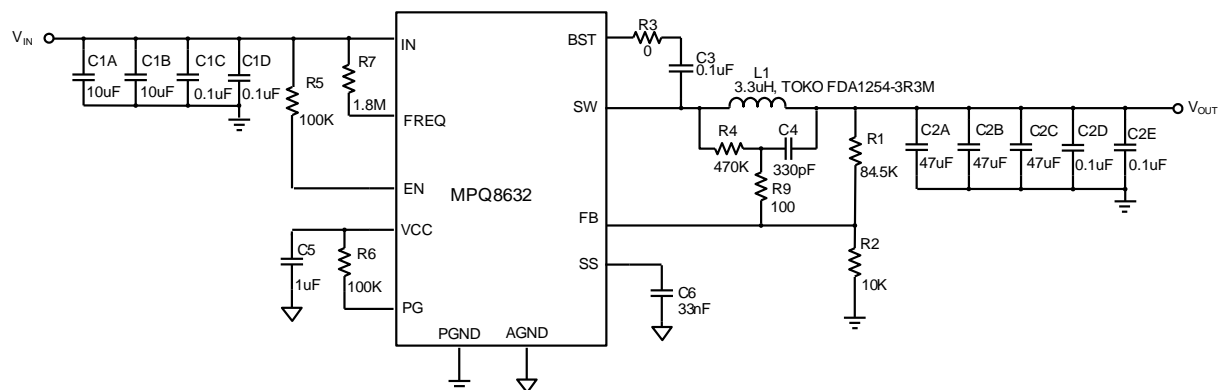 VIN
C1A
10uF
C1B
10uF
C1C
0.1uF
C1D
0.1uF
R5
100K
R7
1.8M
IN
FREQ
EN
VCC
PG
C5
1uF
R6
100K
MPQ8632
PGND
AGND
BST
SW
FB
SS
R3
0
C3
0.1uF
L1
3.3uH, TOKO FDA1254-3R3M
R4
470K
C4
330pF
R9
100
R1
84.5K
R2
10K
C6
33nF
C2A
47uF
C2B
47uF
C2C
47uF
C2D
0.1uF
C2E
0.1uF
VOUT